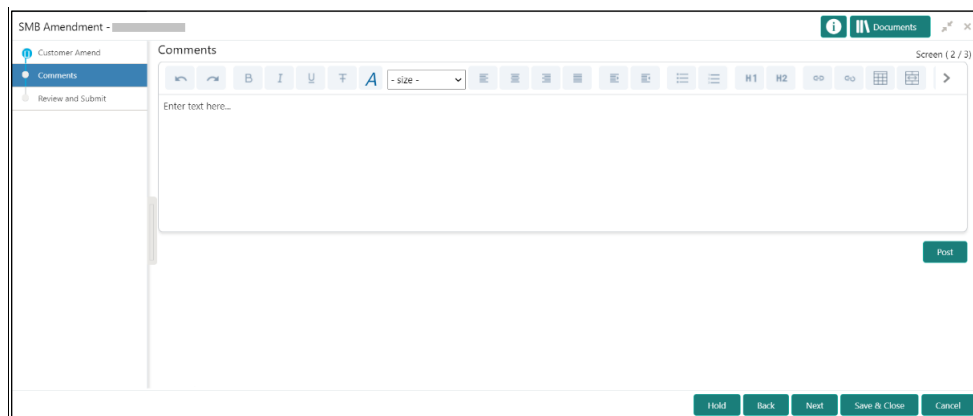 SMB Amendment -
Documents
Customer Amend
Comments
Review and Submit
Comments
Screen ( 2 / 3)
B I U T A - size - H1 H2
Enter text here...
Post
Hold Back Next Save & Close Cancel